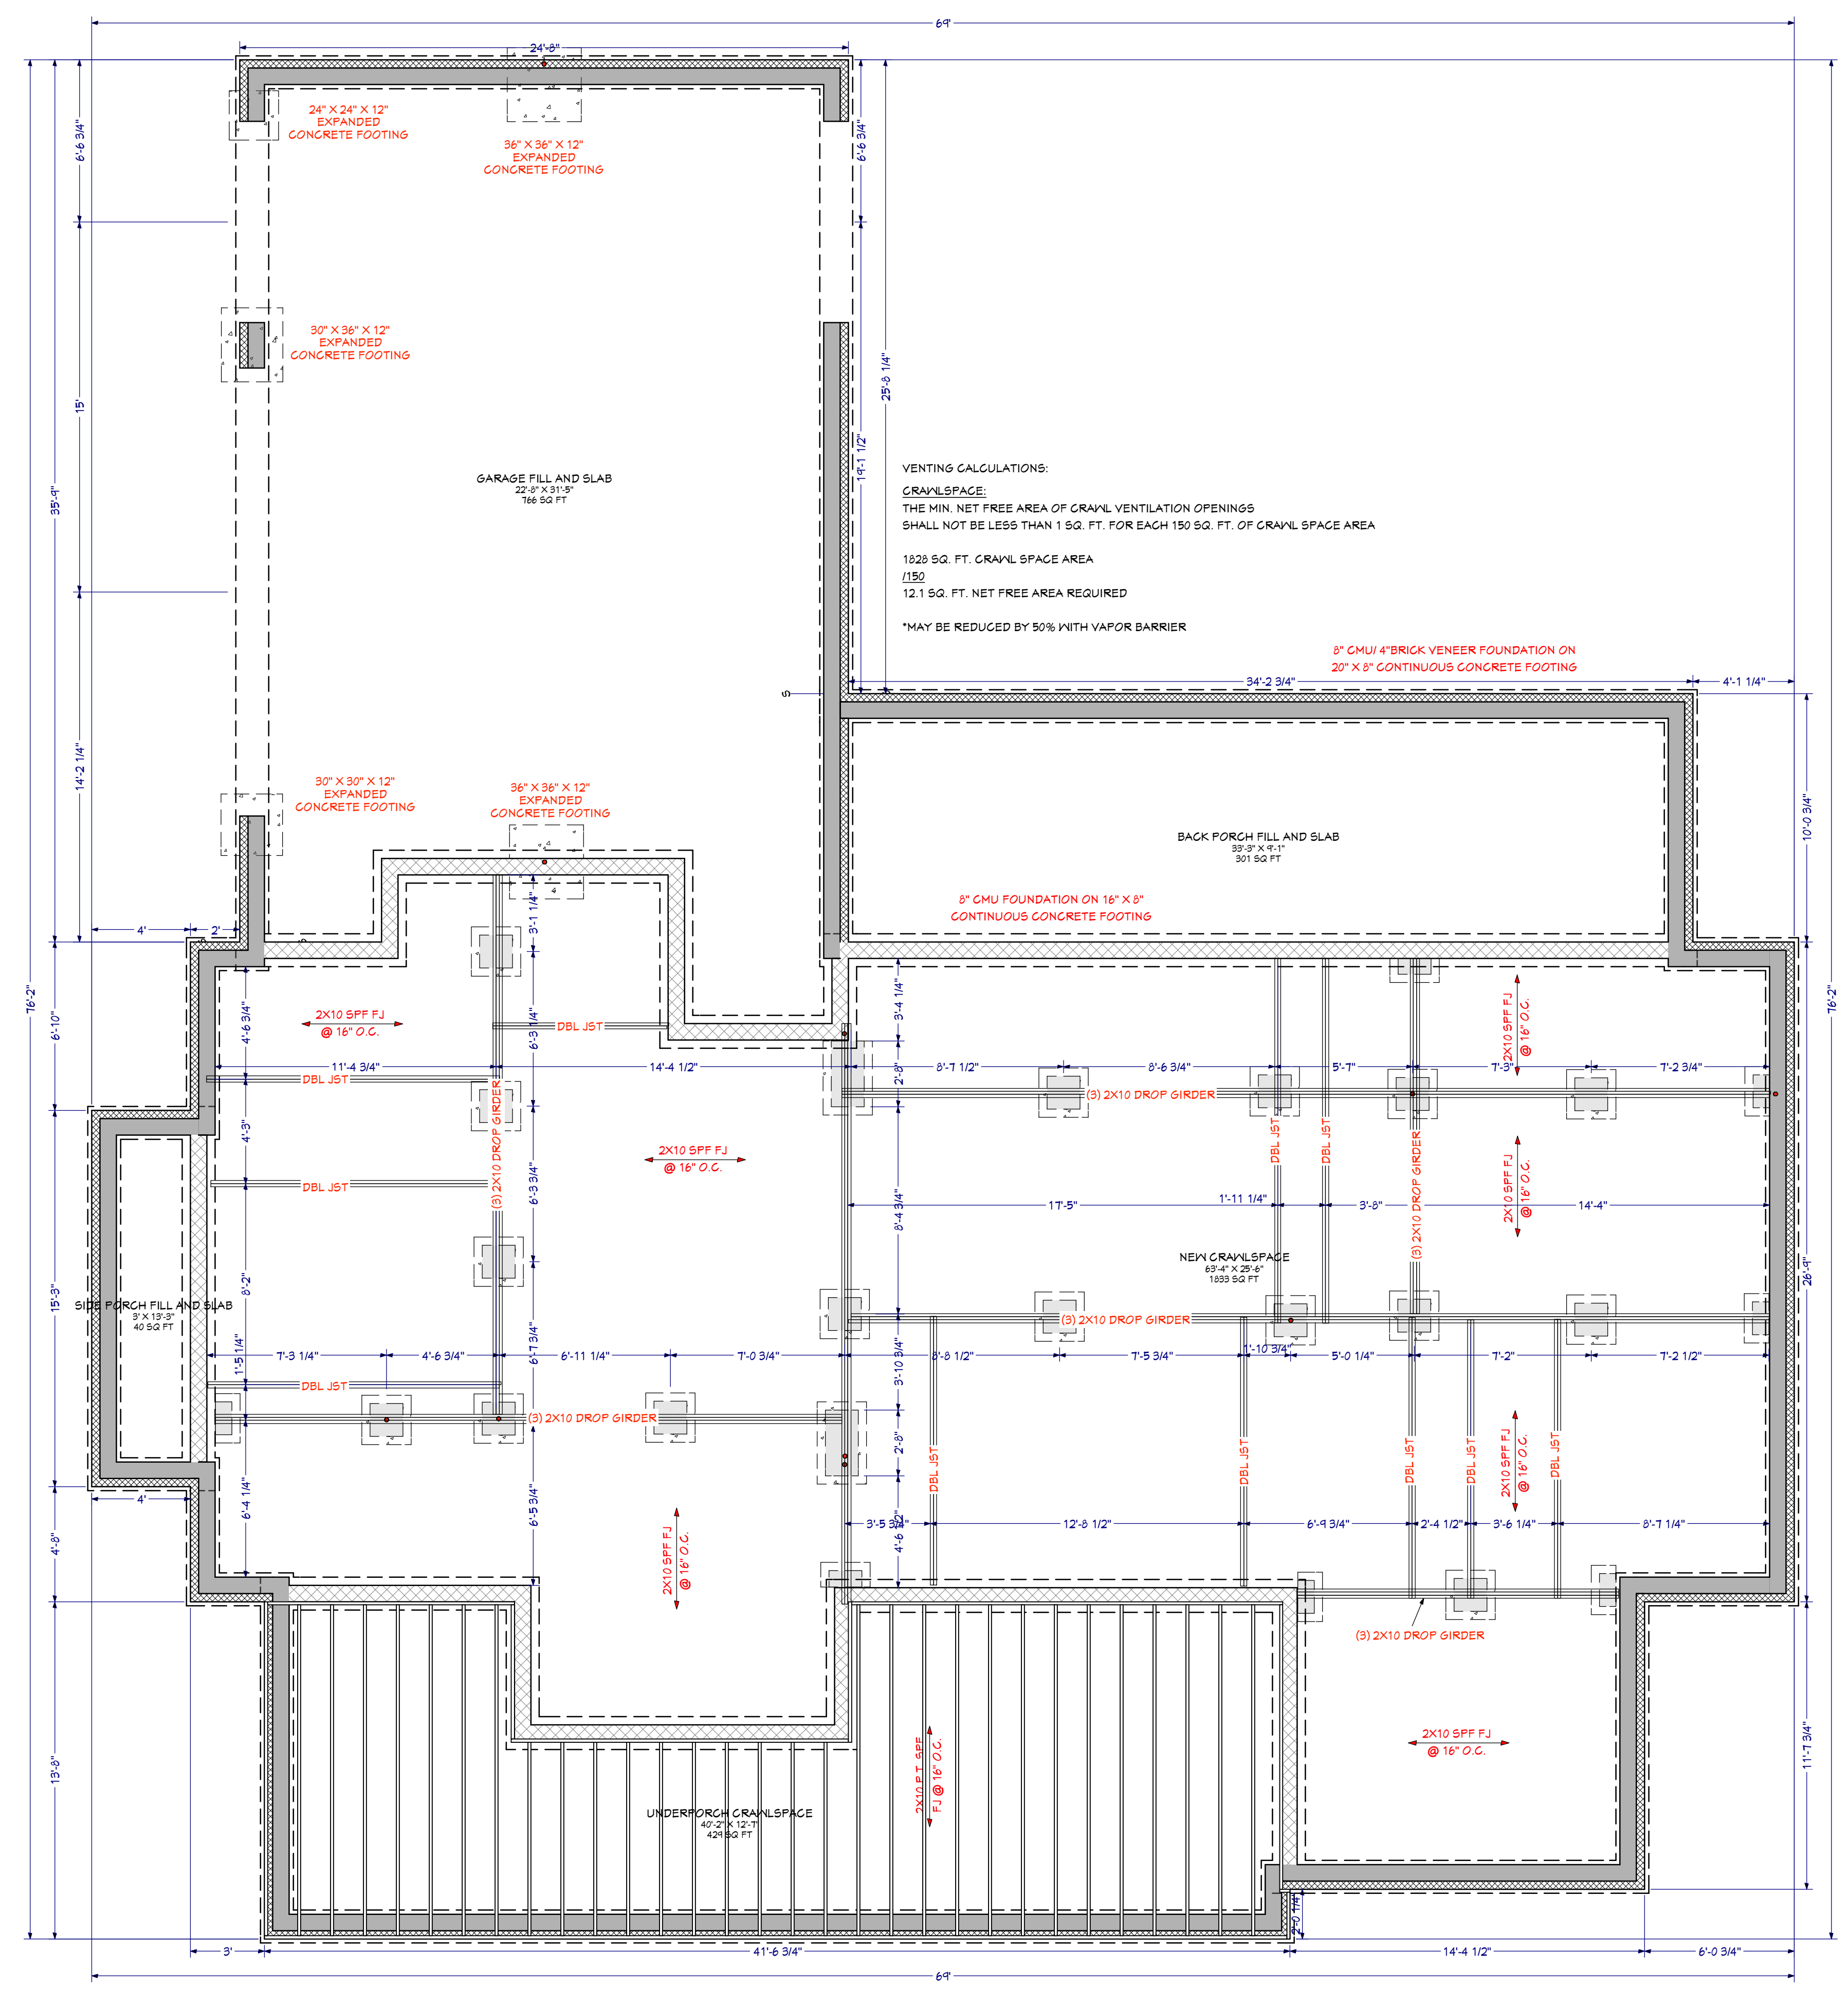 69'
24'-8"
24" X 24" X 12"
EXPANDED
CONCRETE FOOTING
36" X 36" X 12"
EXPANDED
CONCRETE FOOTING
6'-6 3/4"
6'-6 3/4"
30" X 36" X 12"
EXPANDED
CONCRETE FOOTING
15'
25'-8 1/4"
19'-1 1/2"
35'-9"
GARAGE FILL AND SLAB
22'-8" X 31'-5"
766 SQ FT
VENTING CALCULATIONS:
CRAWLSPACE:
THE MIN. NET FREE AREA OF CRAWL VENTILATION OPENINGS
SHALL NOT BE LESS THAN 1 SQ. FT. FOR EACH 150 SQ. FT. OF CRAWL SPACE AREA
1828 SQ. FT. CRAWL SPACE AREA
/150
12.1 SQ. FT. NET FREE AREA REQUIRED
*MAY BE REDUCED BY 50% WITH VAPOR BARRIER
8" CMU/ 4"BRICK VENEER FOUNDATION ON
20" X 8" CONTINUOUS CONCRETE FOOTING
34'-2 3/4"
4'-1 1/4"
14'-2 1/4"
30" X 30" X 12"
EXPANDED
CONCRETE FOOTING
36" X 36" X 12"
EXPANDED
CONCRETE FOOTING
10'-0 3/4"
BACK PORCH FILL AND SLAB
33'-3" X 9'-1"
301 SQ FT
8" CMU FOUNDATION ON 16" X 8"
CONTINUOUS CONCRETE FOOTING
4'
2'
3'-1 1/4"
76'-2"
76'-2"
6'-10"
4'-6 3/4"
2X10 SPF FJ
@ 16" O.C.
6'-3 1/4"
DBL JST
3'-4 1/4"
2X10 SPF FJ
@ 16" O.C.
11'-4 3/4"
14'-4 1/2"
2'-8"
8'-7 1/2"
8'-6 3/4"
5'-7"
7'-3"
7'-2 3/4"
DBL JST
(3) 2X10 DROP GIRDER
4'-3"
(3) 2X10 DROP GIRDER
6'-3 3/4"
2X10 SPF FJ
@ 16" O.C.
DBL JST
DBL JST
(3) 2X10 DROP GIRDER
2X10 SPF FJ
@ 16" O.C.
DBL JST
8'-4 3/4"
17'-5"
1'-11 1/4"
3'-8"
14'-4"
NEW CRAWLSPACE
63'-4" X 25'-6"
1833 SQ FT
26'-9"
15'-3"
8'-2"
SIDE PORCH FILL AND SLAB
3' X 13'-3"
40 SQ FT
(3) 2X10 DROP GIRDER
1'-5 1/4"
6'-7 3/4"
3'-10 3/4"
7'-3 1/4"
4'-6 3/4"
6'-11 1/4"
7'-0 3/4"
8'-8 1/2"
7'-5 3/4"
1'-10 3/4"
5'-0 1/4"
7'-2"
7'-2 1/2"
DBL JST
(3) 2X10 DROP GIRDER
2'-8"
DBL JST
DBL JST
DBL JST
DBL JST
DBL JST
2X10 SPF FJ
@ 16" O.C.
4'
6'-4 1/4"
6'-5 3/4"
4'-8"
4'-6 1/2"
3'-5 3/4"
12'-8 1/2"
6'-9 3/4"
2'-4 1/2"
3'-6 1/4"
8'-7 1/4"
2X10 SPF FJ
@ 16" O.C.
(3) 2X10 DROP GIRDER
13'-8"
11'-7 3/4"
2X10 SPF FJ
@ 16" O.C.
2X10 P.T. SPF
FJ @ 16" O.C.
UNDERPORCH CRAWLSPACE
40'-2" X 12'-7"
429 SQ FT
2'-0 1/4"
3'
41'-6 3/4"
14'-4 1/2"
6'-0 3/4"
69'